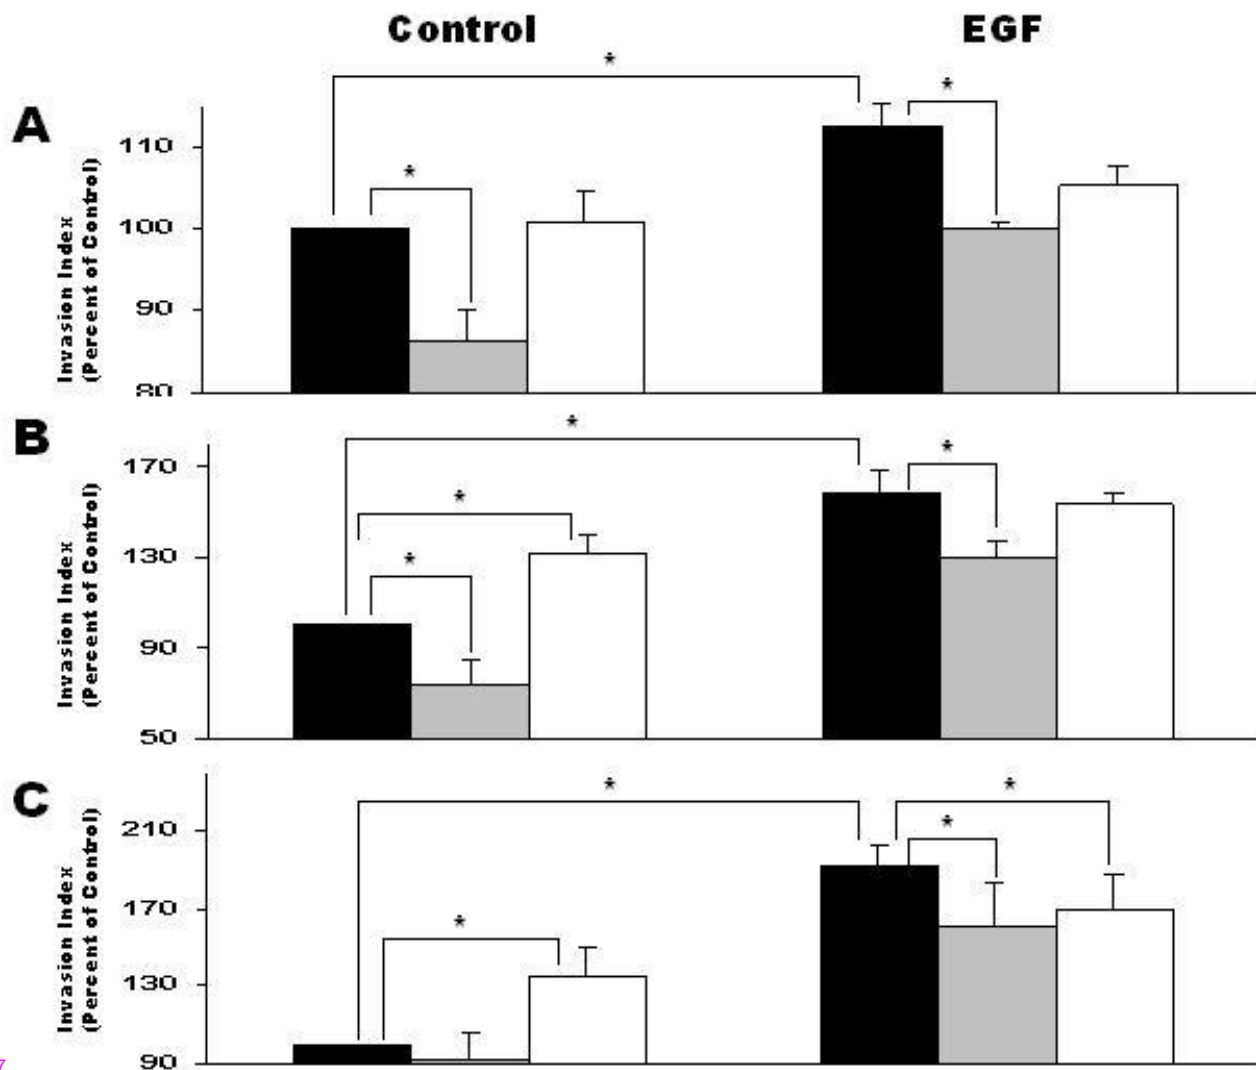 Control EGF
* *
A
110
*
100
90
80
Invasion Index
(Percent of Control)
B
* *
170
*
130
*
90
50
Invasion Index
(Percent of Control)
C
* *
210
*
170
*
130
90
Invasion Index
(Percent of Control)
7